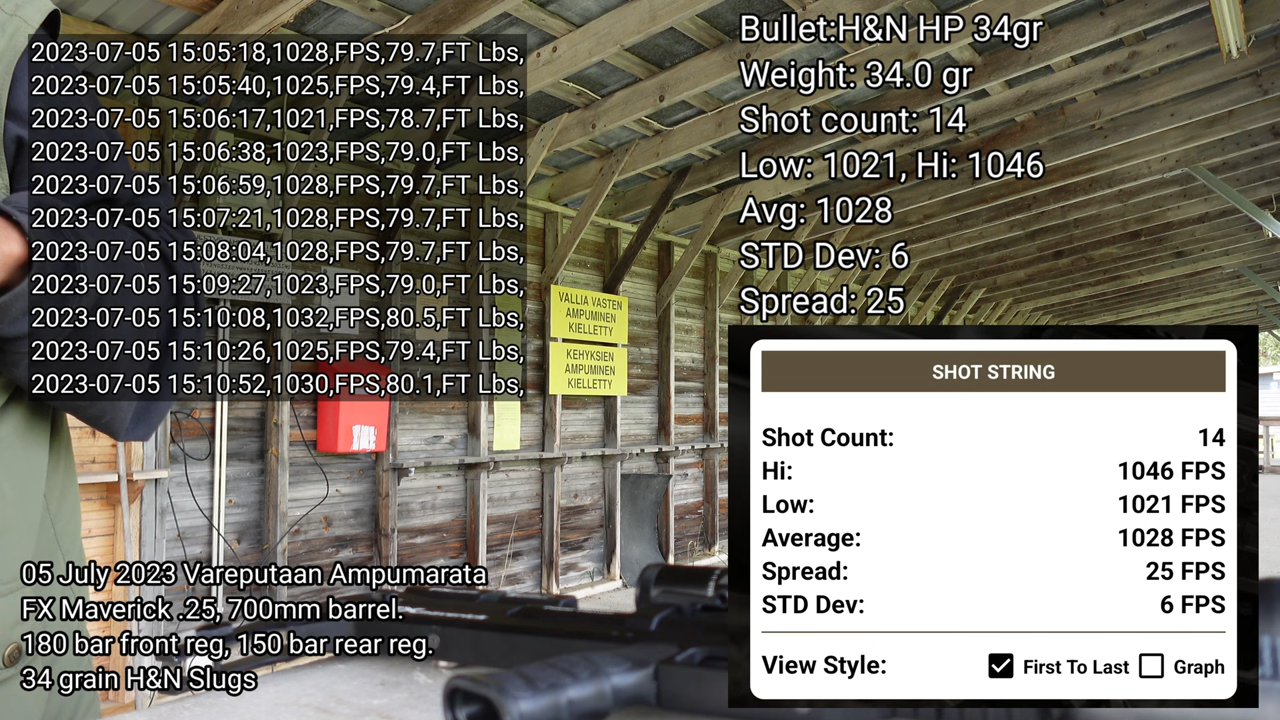 2023-07-05 15:05:18,1028,FPS,79.7,FT Lbs,
2023-07-05 15:05:40,1025,FPS,79.4,FT Lbs,
2023-07-05 15:06:17,1021,FPS,78.7,FT Lbs,
2023-07-05 15:06:38,1023,FPS,79.0,FT Lbs,
2023-07-05 15:06:59,1028,FPS,79.7,FT Lbs,
2023-07-05 15:07:21,1028,FPS,79.7,FT Lbs,
2023-07-05 15:08:04,1028,FPS,79.7,FT Lbs,
2023-07-05 15:09:27,1023,FPS,79.0,FT Lbs,
2023-07-05 15:10:08,1032,FPS,80.5,FT Lbs,
2023-07-05 15:10:26,1025,FPS,79.4,FT Lbs,
2023-07-05 15:10:52,1030,FPS,80.1,FT Lbs,
Bullet:H&N HP 34gr
Weight: 34.0 gr
Shot count: 14
Low: 1021, Hi: 1046
Avg: 1028
STD Dev: 6
Spread: 25
VALLIA VASTEN
AMPUMINEN
KIELLETTY
KEHYKSIEN
AMPUMINEN
KIELLETTY
SHOT STRING
Shot Count: 14
Hi: 1046 FPS
Low: 1021 FPS
Average: 1028 FPS
Spread: 25 FPS
STD Dev: 6 FPS
View Style: First To Last Graph
05 July 2023 Vareputaan Ampumarata
FX Maverick .25, 700mm barrel.
180 bar front reg, 150 bar rear reg.
34 grain H&N Slugs